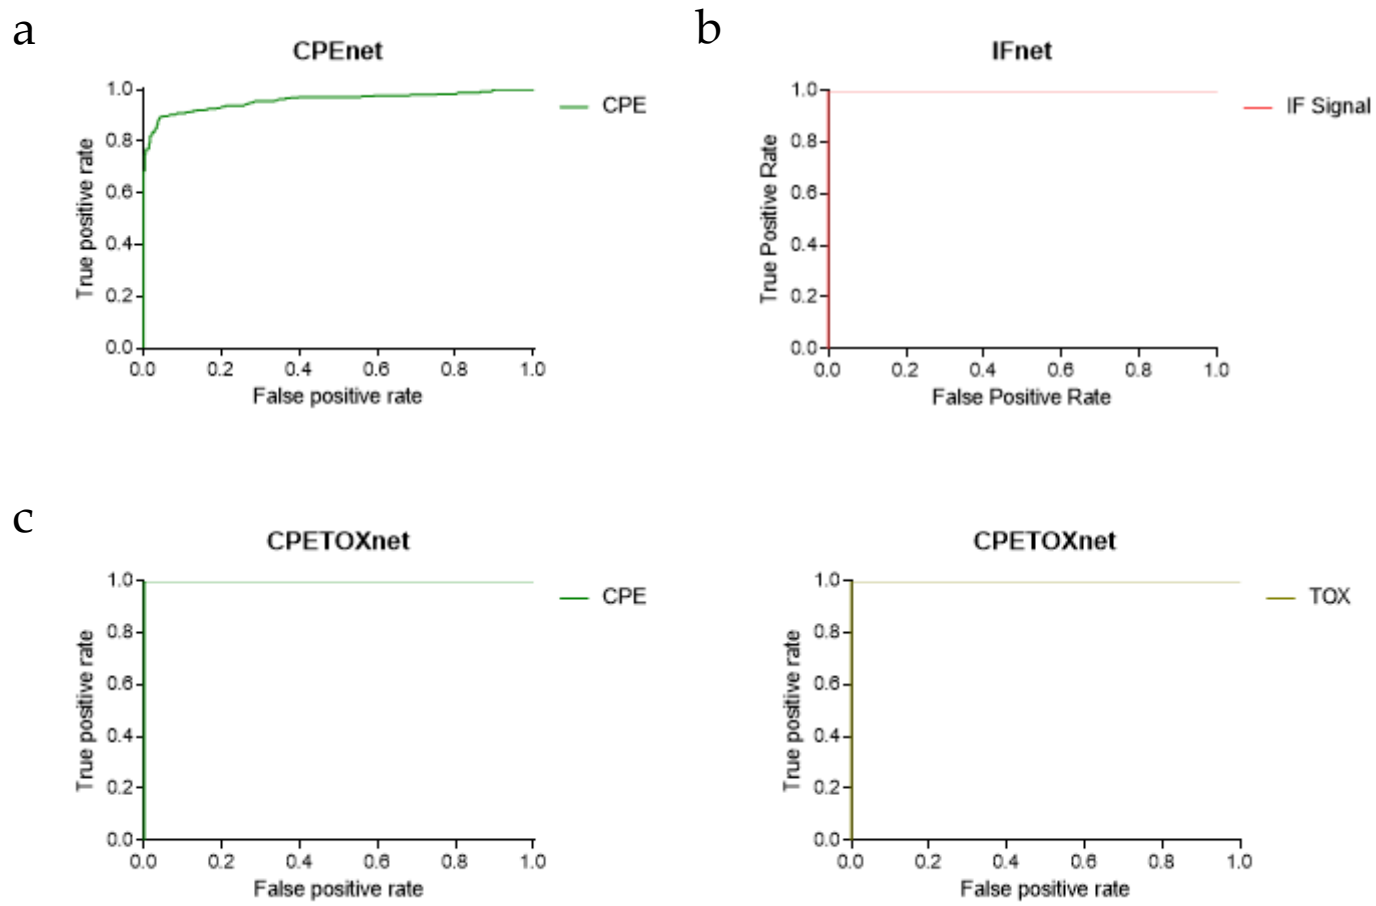 a
CPEnet
1.0
0.8
0.6
0.4
0.2
0.0
True positive rate
0.0 0.2 0.4 0.6 0.8 1.0
False positive rate
CPE
b
IFnet
1.0
0.8
0.6
0.4
0.2
0.0
True Positive Rate
0.0 0.2 0.4 0.6 0.8 1.0
False Positive Rate
IF Signal
c
CPETOXnet
1.0
0.8
0.6
0.4
0.2
0.0
True positive rate
0.0 0.2 0.4 0.6 0.8 1.0
False positive rate
CPE
CPETOXnet
1.0
0.8
0.6
0.4
0.2
0.0
True positive rate
0.0 0.2 0.4 0.6 0.8 1.0
False positive rate
TOX